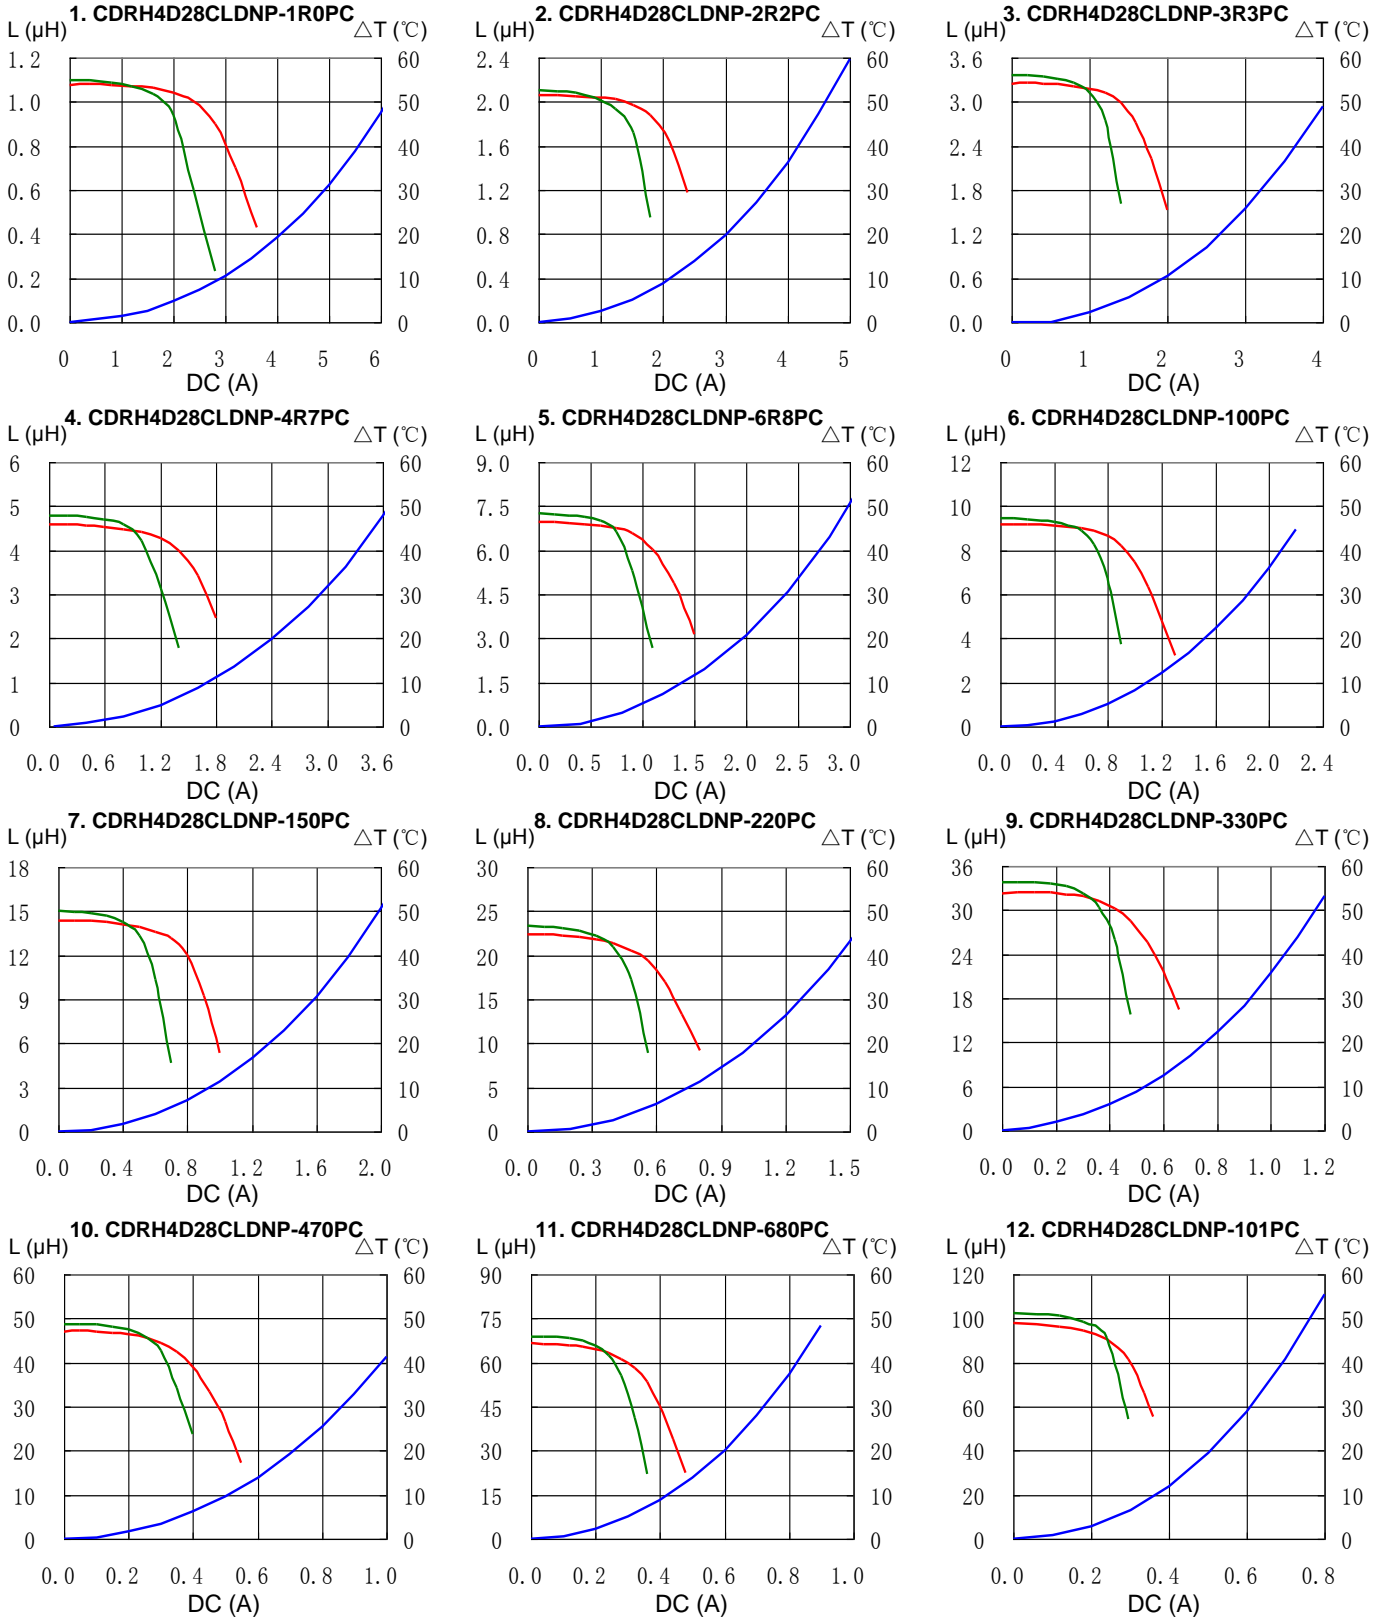 1. CDRH4D28CLDNP-1R0PC
L (μH)
△T (℃)
1.2
1.0
0.8
0.6
0.4
0.2
0.0
60
50
40
30
20
10
0
0 1 2 3 4 5 6
DC (A)
2. CDRH4D28CLDNP-2R2PC
L (μH)
△T (℃)
2.4
2.0
1.6
1.2
0.8
0.4
0.0
60
50
40
30
20
10
0
0 1 2 3 4 5
DC (A)
3. CDRH4D28CLDNP-3R3PC
L (μH)
△T (℃)
3.6
3.0
2.4
1.8
1.2
0.6
0.0
60
50
40
30
20
10
0
0 1 2 3 4
DC (A)
4. CDRH4D28CLDNP-4R7PC
L (μH)
△T (℃)
6
5
4
3
2
1
0
60
50
40
30
20
10
0
0.0 0.6 1.2 1.8 2.4 3.0 3.6
DC (A)
5. CDRH4D28CLDNP-6R8PC
L (μH)
△T (℃)
9.0
7.5
6.0
4.5
3.0
1.5
0.0
60
50
40
30
20
10
0
0.0 0.5 1.0 1.5 2.0 2.5 3.0
DC (A)
6. CDRH4D28CLDNP-100PC
L (μH)
△T (℃)
12
10
8
6
4
2
0
60
50
40
30
20
10
0
0.0 0.4 0.8 1.2 1.6 2.0 2.4
DC (A)
7. CDRH4D28CLDNP-150PC
L (μH)
△T (℃)
18
15
12
9
6
3
0
60
50
40
30
20
10
0
0.0 0.4 0.8 1.2 1.6 2.0
DC (A)
8. CDRH4D28CLDNP-220PC
L (μH)
△T (℃)
30
25
20
15
10
5
0
60
50
40
30
20
10
0
0.0 0.3 0.6 0.9 1.2 1.5
DC (A)
9. CDRH4D28CLDNP-330PC
L (μH)
△T (℃)
36
30
24
18
12
6
0
60
50
40
30
20
10
0
0.0 0.2 0.4 0.6 0.8 1.0 1.2
DC (A)
10. CDRH4D28CLDNP-470PC
L (μH)
△T (℃)
60
50
40
30
20
10
0
60
50
40
30
20
10
0
0.0 0.2 0.4 0.6 0.8 1.0
DC (A)
11. CDRH4D28CLDNP-680PC
L (μH)
△T (℃)
90
75
60
45
30
15
0
60
50
40
30
20
10
0
0.0 0.2 0.4 0.6 0.8 1.0
DC (A)
12. CDRH4D28CLDNP-101PC
L (μH)
△T (℃)
120
100
80
60
40
20
0
60
50
40
30
20
10
0
0.0 0.2 0.4 0.6 0.8
DC (A)